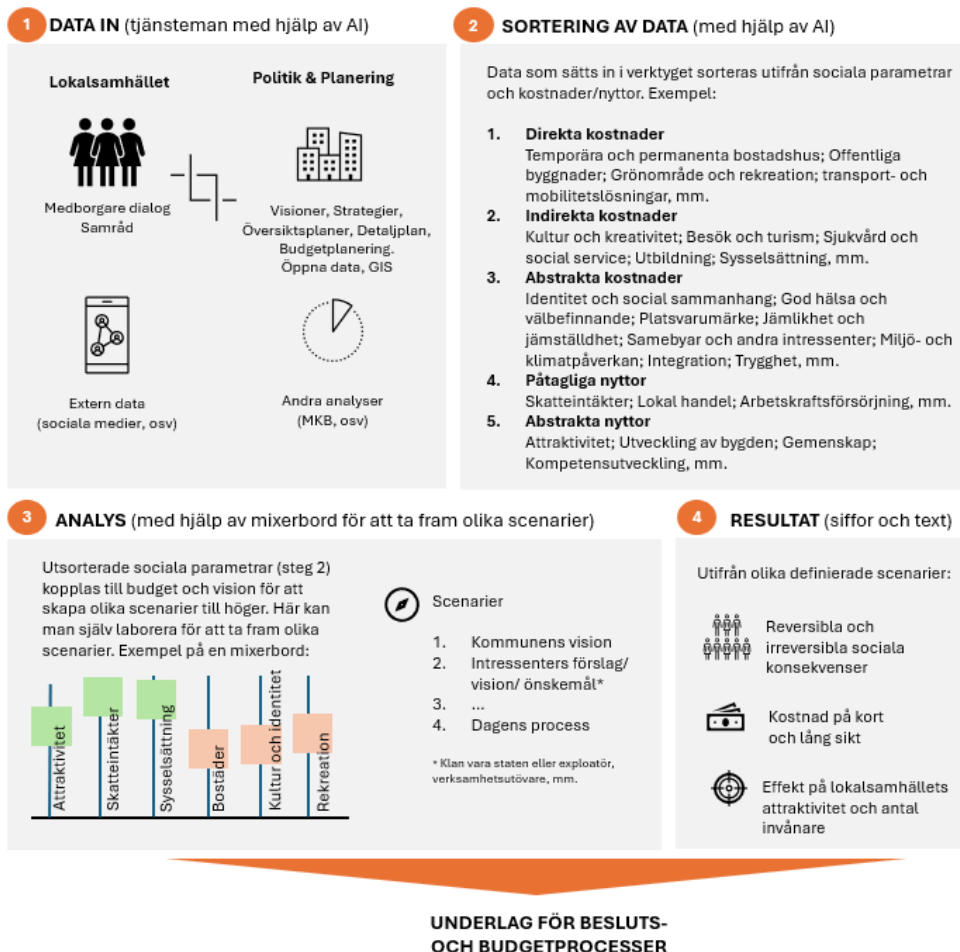 1 DATA IN (tjänsteman med hjälp av AI)
Lokalsamhället
Politik & Planering
Medborgare dialog
Samråd
Visioner, Strategier,
Översiktsplaner, Detaljplan,
Budgetplanering.
Öppna data, GIS
Extern data
(sociala medier, osv)
Andra analyser
(MKB, osv)
2 SORTERING AV DATA (med hjälp av AI)
Data som sätts in i verktyget sorteras utifrån sociala parametrar
och kostnader/nyttor. Exempel:
1. Direkta kostnader
Temporära och permanenta bostadshus; Offentliga
byggnader; Grönområde och rekreation; transport- och
mobilitetslösningar, mm.
2. Indirekta kostnader
Kultur och kreativitet; Besök och turism; Sjukvård och
social service; Utbildning; Sysselsättning, mm.
3. Abstrakta kostnader
Identitet och social sammanhang; God hälsa och
välbefinnande; Platsvarumärke; Jämlikhet och
jämställdhet; Samebyar och andra intressenter; Miljö- och
klimatpåverkan; Integration; Trygghet, mm.
4. Påtagliga nyttor
Skatteintäkter; Lokal handel; Arbetskraftsförsörjning, mm.
5. Abstrakta nyttor
Attraktivitet; Utveckling av bygden; Gemenskap;
Kompetensutveckling, mm.
3 ANALYS (med hjälp av mixerbord för att ta fram olika scenarier)
Utsorterade sociala parametrar (steg 2)
kopplas till budget och vision för att
skapa olika scenarier till höger. Här kan
man själv laborera för att ta fram olika
scenarier. Exempel på en mixerbord:
Attraktivitet
Skatteintäkter
Sysselsättning
Bostäder
Kultur och identitet
Rekreation
Scenarier
1. Kommunens vision
2. Intressenters förslag/
vision/ önskemål*
3. ...
4. Dagens process
* Klan vara staten eller exploatör,
verksamhetsutövare, mm.
4 RESULTAT (siffor och text)
Utifrån olika definierade scenarier:
Reversibla och
irreversibla sociala
konsekvenser
Kostnad på kort
och lång sikt
Effekt på lokalsamhällets
attraktivitet och antal
invånare
UNDERLAG FÖR BESLUTS-
OCH BUDGETPROCESSER